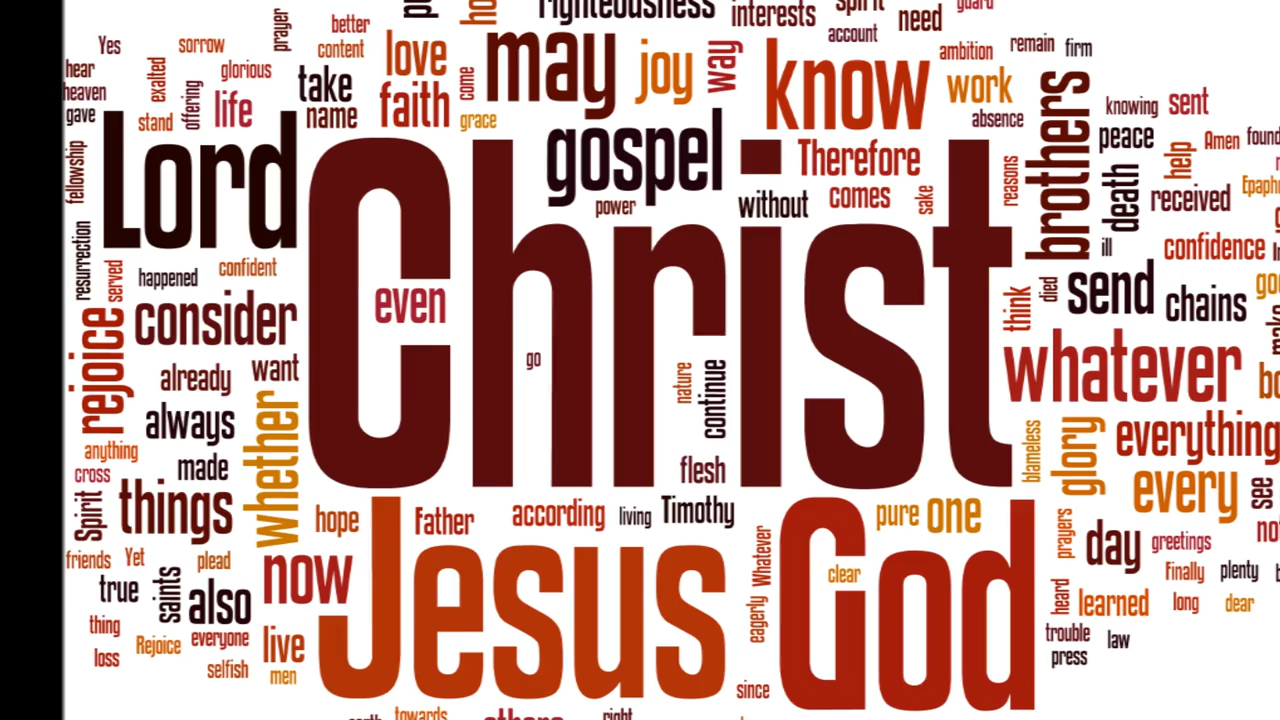 righteousness
interests
need
account
better
prayer
Yes
sorrow
content
love
may
joy
way
know
ambition
remain
firm
hear
exalted
glorious
take
come
work
brothers
heaven
offering
life
name
faith
grace
knowing
sent
gave
stand
absence
peace
Amen
Lord
Christ
gospel
Therefore
help
fellowship
reasons
death
received
power
without
comes
sake
resurrection
served
happened
confident
ill
confidence
even
think
died
send
chains
consider
rejoice
go
nature
continue
whatever
already
want
always
whether
blameless
glory
everything
anything
cross
made
flesh
every
see
Spirit
things
hope
Father
according
living
Timothy
pure
one
prayers
day
greetings
friends
Yet
plead
now
Jesus
Whatever
God
clear
Finally
plenty
true
saints
also
eagerly
heard
learned
long
dear
thing
Rejoice
everyone
live
trouble
law
loss
selfish
men
since
press
towards
others
right